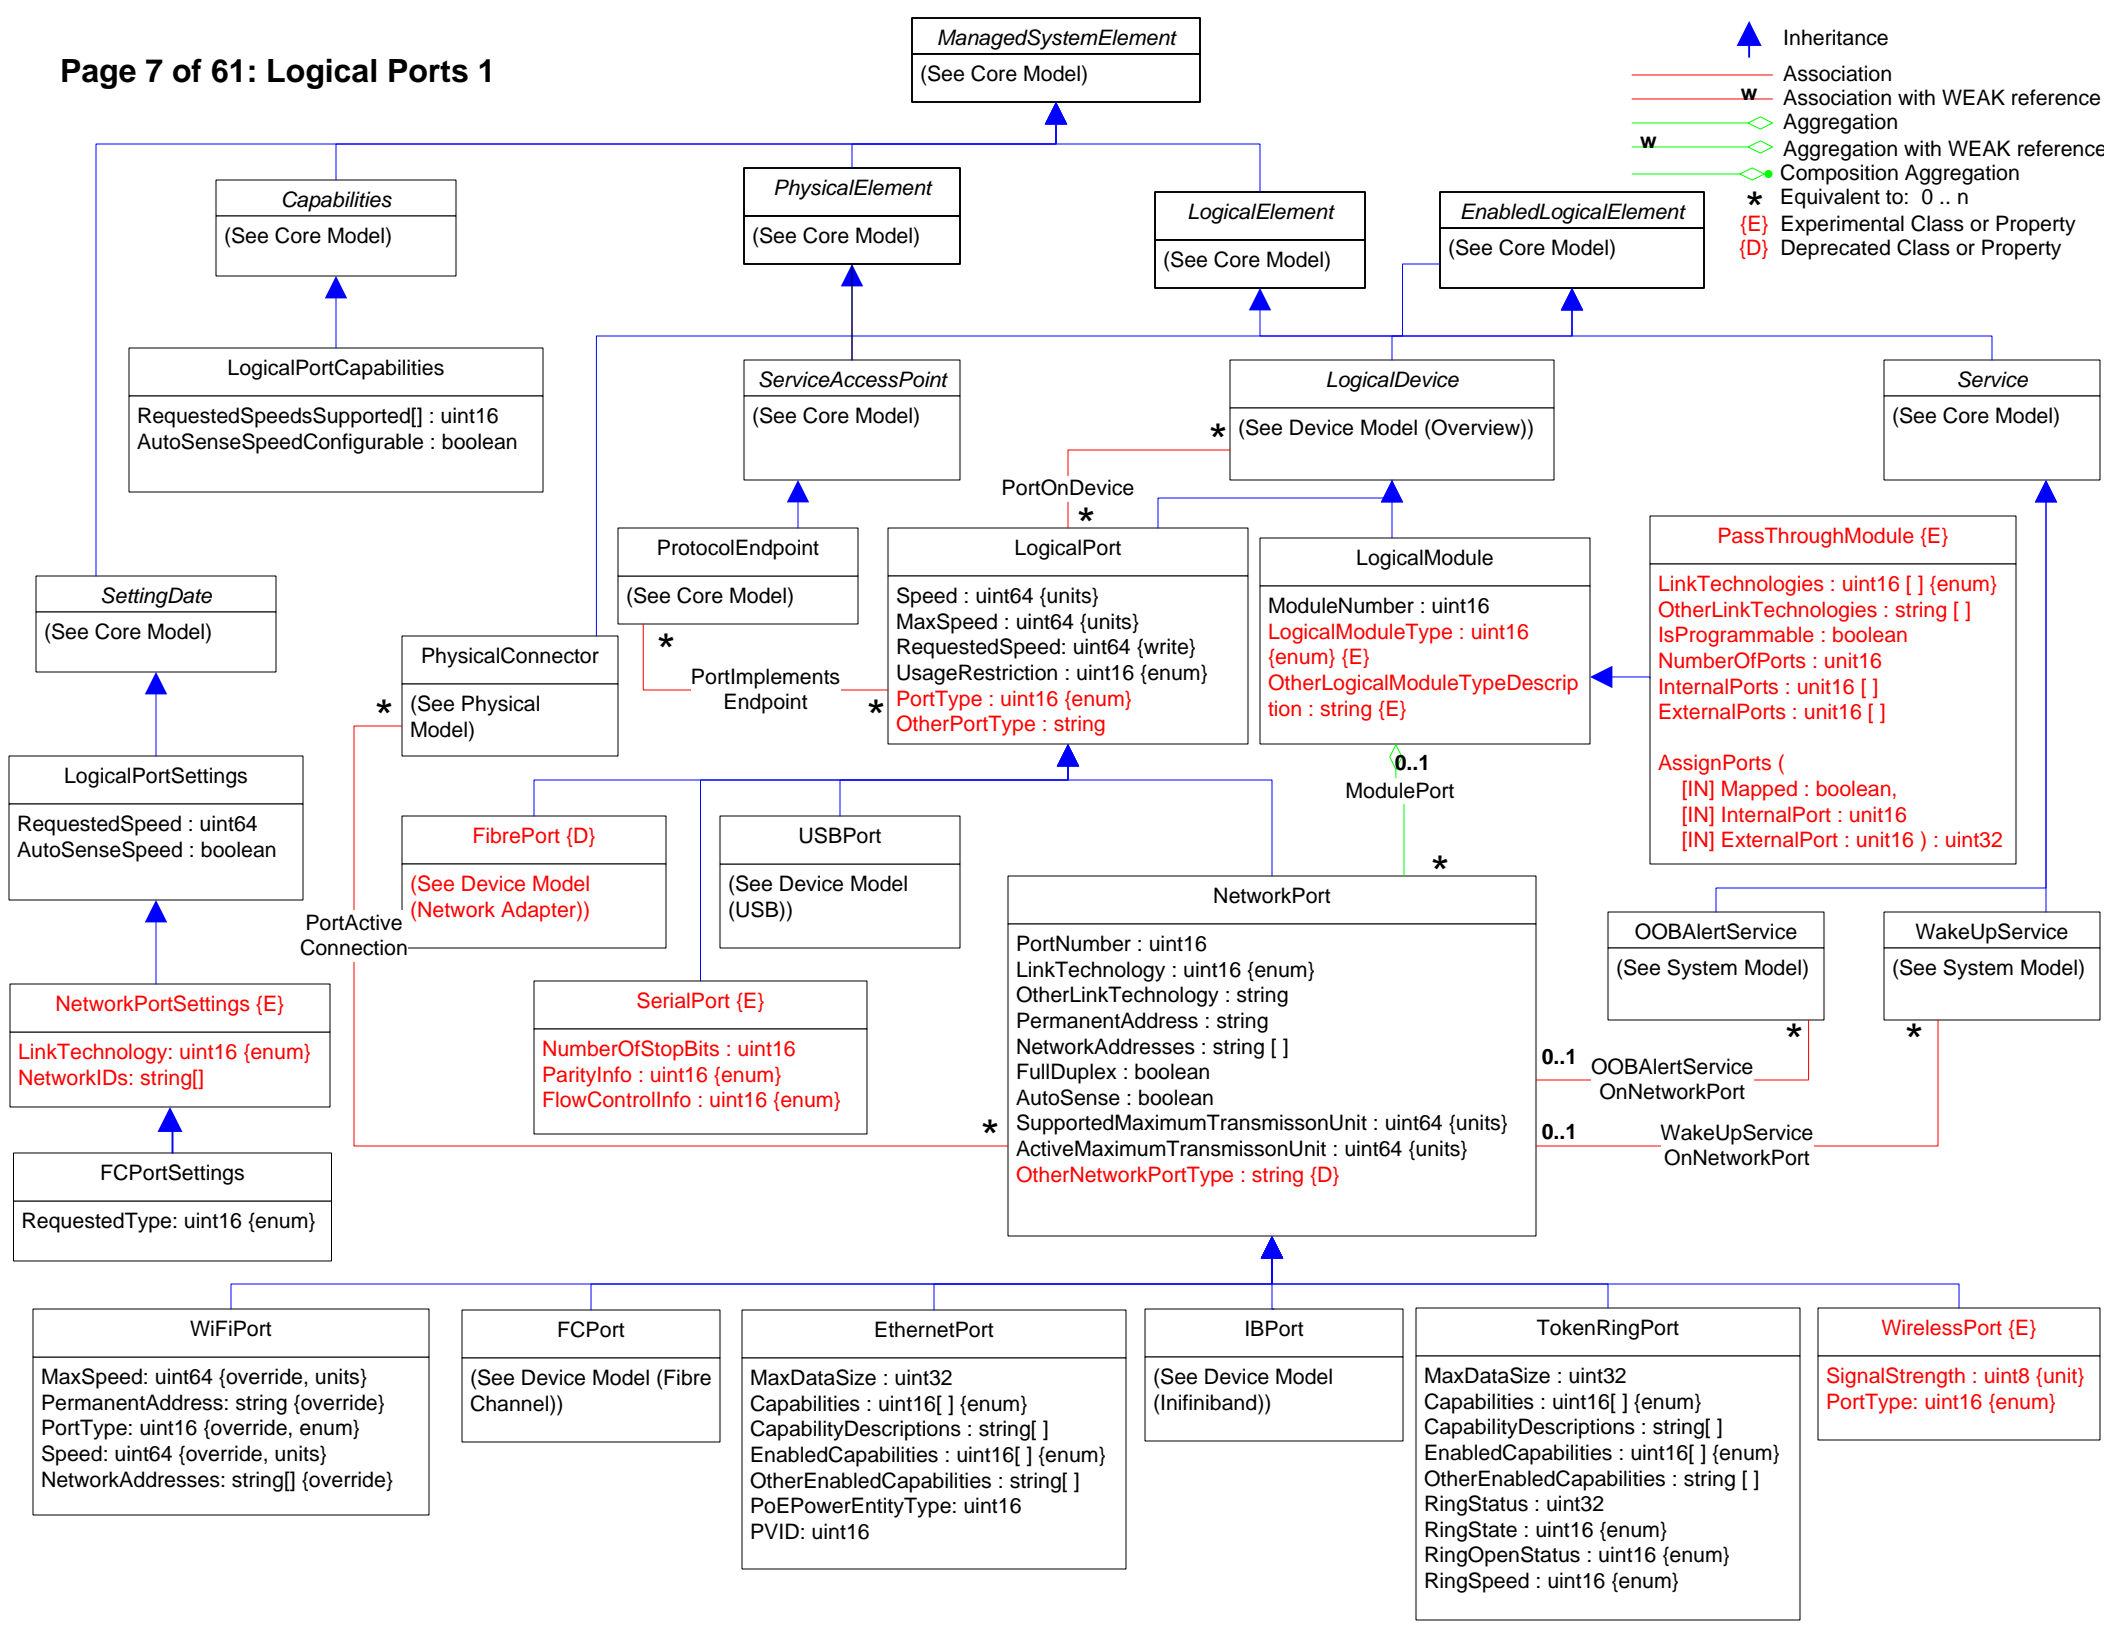 Page 7 of 61: Logical Ports 1
ManagedSystemElement
(See Core Model)
Inheritance
Association
w
Association with WEAK reference
Aggregation
w
Aggregation with WEAK reference
Composition Aggregation
* Equivalent to: 0 .. n
{E} Experimental Class or Property
{D} Deprecated Class or Property
Capabilities
(See Core Model)
PhysicalElement
(See Core Model)
LogicalElement
(See Core Model)
EnabledLogicalElement
(See Core Model)
LogicalPortCapabilities
RequestedSpeedsSupported[] : uint16
AutoSenseSpeedConfigurable : boolean
ServiceAccessPoint
(See Core Model)
LogicalDevice
(See Device Model (Overview))
Service
(See Core Model)
*
PortOnDevice
*
SettingDate
(See Core Model)
ProtocolEndpoint
(See Core Model)
LogicalPort
Speed : uint64 {units}
MaxSpeed : uint64 {units}
RequestedSpeed: uint64 {write}
UsageRestriction : uint16 {enum}
PortType : uint16 {enum}
OtherPortType : string
LogicalModule
ModuleNumber : uint16
LogicalModuleType : uint16
{enum} {E}
OtherLogicalModuleTypeDescrip
tion : string {E}
PassThroughModule {E}
LinkTechnologies : uint16 [ ] {enum}
OtherLinkTechnologies : string [ ]
IsProgrammable : boolean
NumberOfPorts : unit16
InternalPorts : unit16 [ ]
ExternalPorts : unit16 [ ]
AssignPorts (
[IN] Mapped : boolean,
[IN] InternalPort : unit16
[IN] ExternalPort : unit16 ) : uint32
*
PortImplements
Endpoint
*
PhysicalConnector
(See Physical
Model)
*
LogicalPortSettings
RequestedSpeed : uint64
AutoSenseSpeed : boolean
0..1
ModulePort
*
FibrePort {D}
(See Device Model
(Network Adapter))
USBPort
(See Device Model
(USB))
PortActive
Connection
*
NetworkPort
PortNumber : uint16
LinkTechnology : uint16 {enum}
OtherLinkTechnology : string
PermanentAddress : string
NetworkAddresses : string [ ]
FullDuplex : boolean
AutoSense : boolean
SupportedMaximumTransmissonUnit : uint64 {units}
ActiveMaximumTransmissonUnit : uint64 {units}
OtherNetworkPortType : string {D}
OOBAlertService
(See System Model)
WakeUpService
(See System Model)
*
*
0..1
OOBAlertService
OnNetworkPort
0..1
WakeUpService
OnNetworkPort
NetworkPortSettings {E}
LinkTechnology: uint16 {enum}
NetworkIDs: string[]
SerialPort {E}
NumberOfStopBits : uint16
ParityInfo : uint16 {enum}
FlowControlInfo : uint16 {enum}
FCPortSettings
RequestedType: uint16 {enum}
WiFiPort
MaxSpeed: uint64 {override, units}
PermanentAddress: string {override}
PortType: uint16 {override, enum}
Speed: uint64 {override, units}
NetworkAddresses: string[] {override}
FCPort
(See Device Model (Fibre
Channel))
EthernetPort
MaxDataSize : uint32
Capabilities : uint16[ ] {enum}
CapabilityDescriptions : string[ ]
EnabledCapabilities : uint16[ ] {enum}
OtherEnabledCapabilities : string[ ]
PoEPowerEntityType: uint16
PVID: uint16
IBPort
(See Device Model
(Inifiniband))
TokenRingPort
MaxDataSize : uint32
Capabilities : uint16[ ] {enum}
CapabilityDescriptions : string[ ]
EnabledCapabilities : uint16[ ] {enum}
OtherEnabledCapabilities : string [ ]
RingStatus : uint32
RingState : uint16 {enum}
RingOpenStatus : uint16 {enum}
RingSpeed : uint16 {enum}
WirelessPort {E}
SignalStrength : uint8 {unit}
PortType: uint16 {enum}